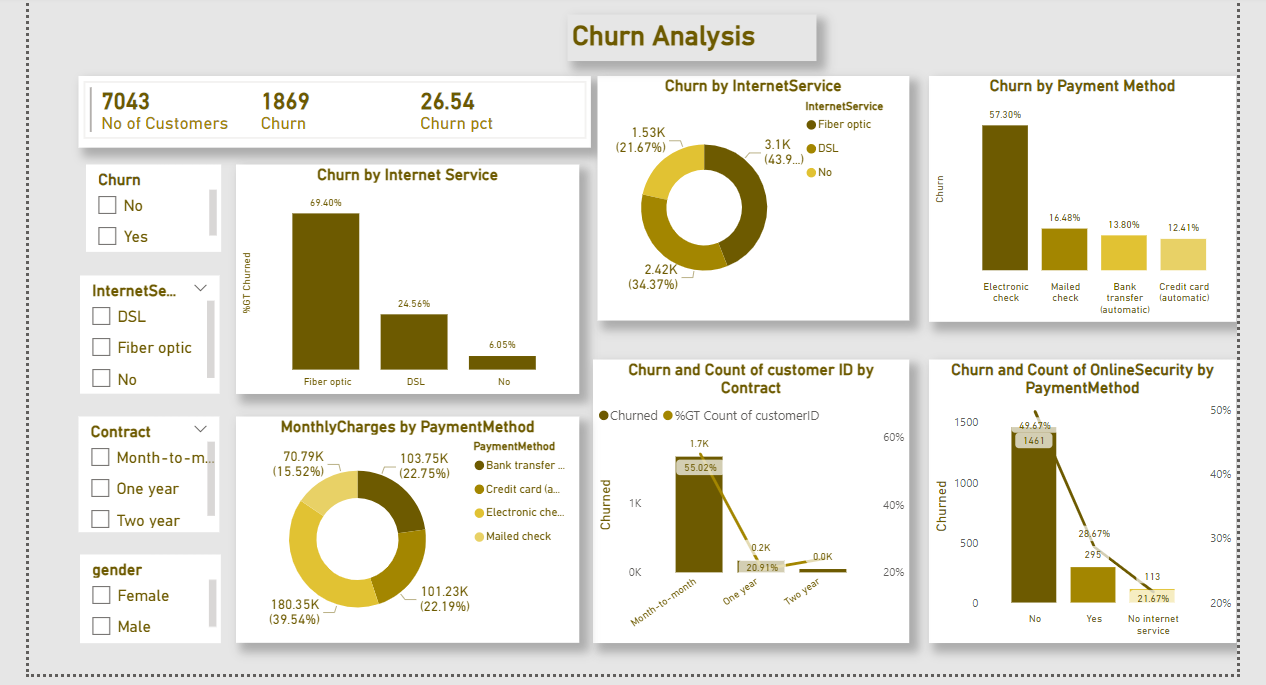 Churn Analysis
7043
No of Customers
1869
Churn
26.54
Churn pct
Churn
No
Yes
InternetSe...
DSL
Fiber optic
No
Contract
Month-to-m...
One year
Two year
gender
Female
Male
Churn by Internet Service
%GT Churned
69.40%
24.56%
6.05%
Fiber optic
DSL
No
MonthlyCharges by PaymentMethod
PaymentMethod
Bank transfer ...
Credit card (a...
Electronic che...
Mailed check
70.79K
(15.52%)
103.75K
(22.75%)
180.35K
(39.54%)
101.23K
(22.19%)
Churn by InternetService
InternetService
Fiber optic
DSL
No
1.53K
(21.67%)
3.1K
(43.9...)
2.42K
(34.37%)
Churn by Payment Method
Churn
57.30%
16.48%
13.80%
12.41%
Electronic
check
Mailed
check
Bank
transfer
(automatic)
Credit card
(automatic)
Churn and Count of customer ID by
Contract
Churned
%GT Count of customerID
Churned
1K
0K
1.7K
55.02%
0.2K
20.91%
0.0K
60%
40%
20%
Month-to-month
One year
Two year
Churn and Count of OnlineSecurity by
PaymentMethod
Churned
1500
1000
500
0
49.67%
1461
28.67%
295
113
21.67%
50%
40%
30%
20%
No
Yes
No internet
service